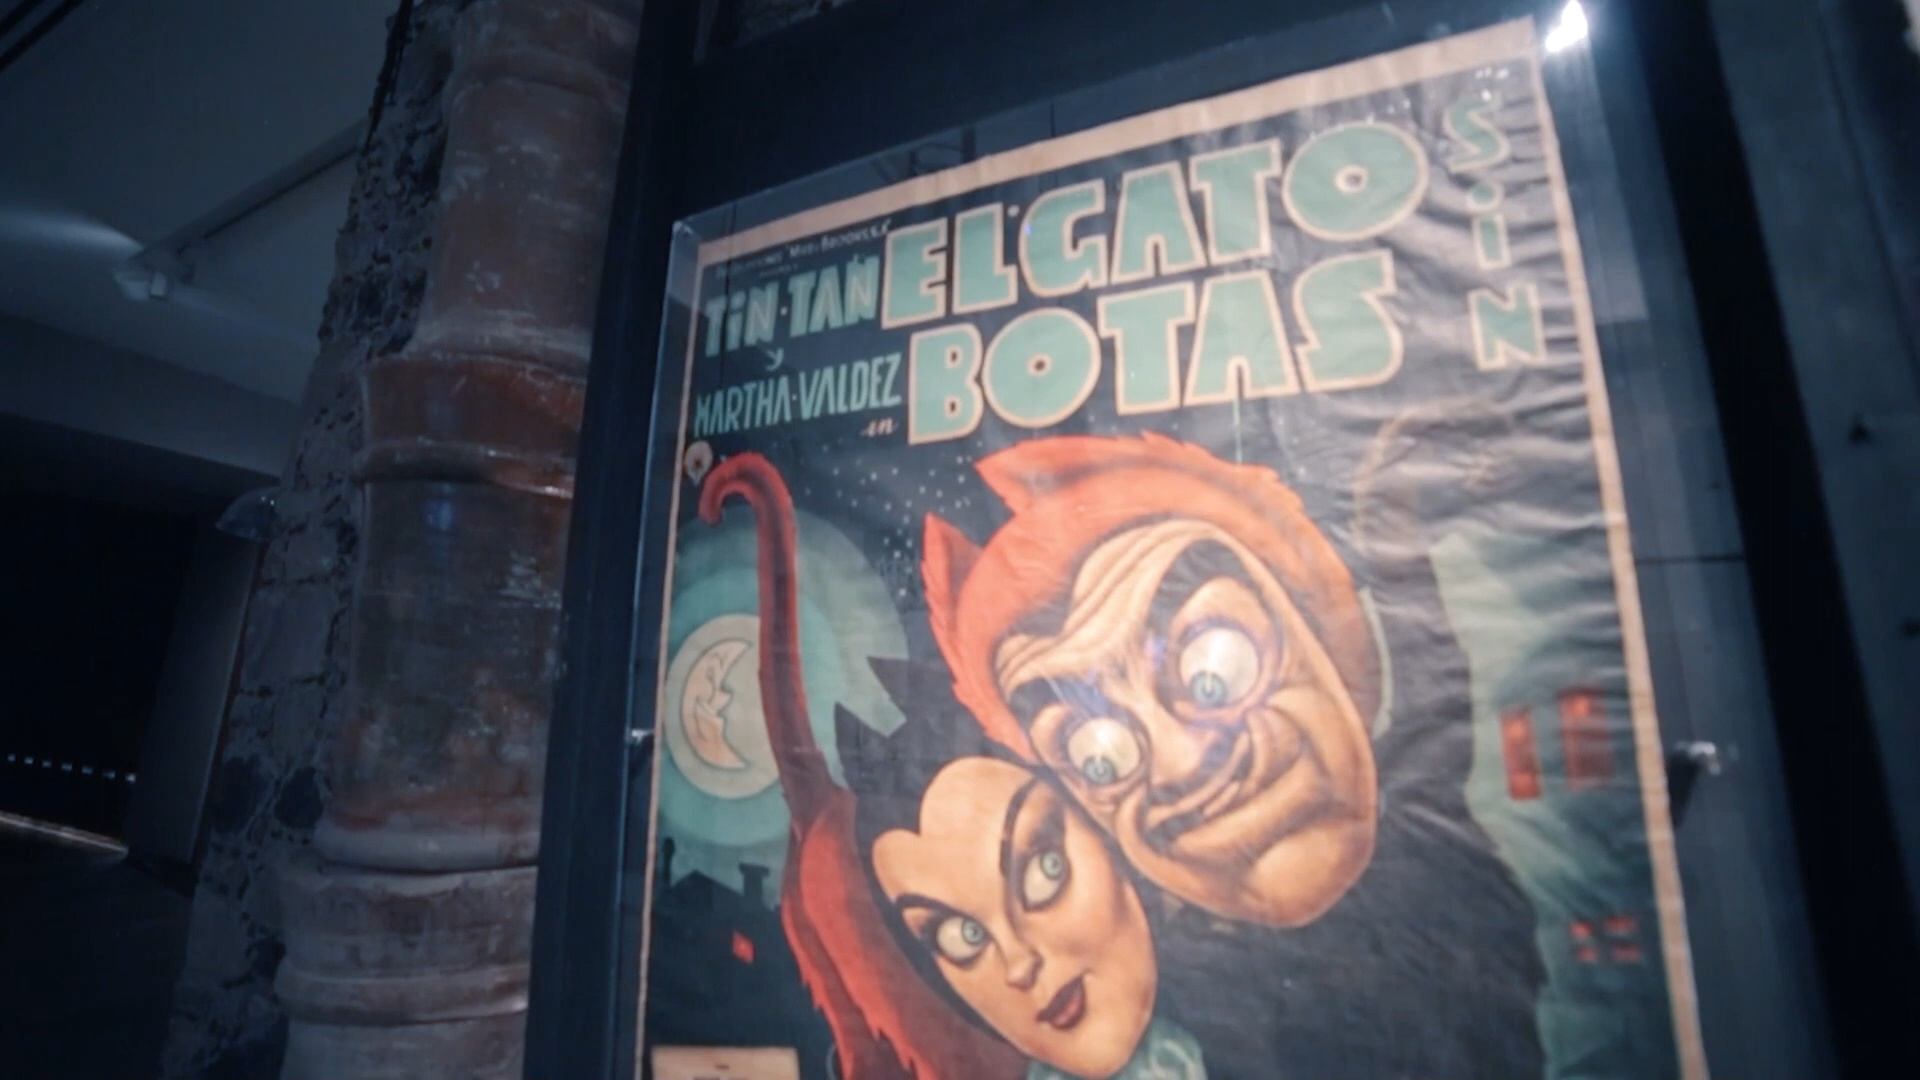 TIN·TAN
y
MARTHA·VALDEZ
en
EL GATO
SIN
BOTAS